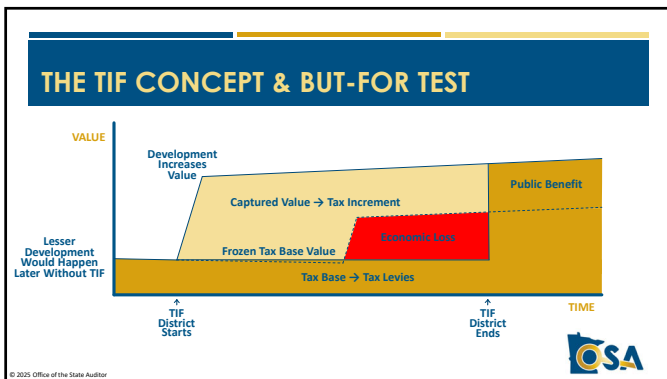 THE TIF CONCEPT & BUT-FOR TEST
VALUE
Development
Increases
Value
Public Benefit
Captured Value → Tax Increment
Economic Loss
Lesser
Development
Would Happen
Later Without TIF
Frozen Tax Base Value
Tax Base → Tax Levies
TIME
↑
TIF
District
Starts
↑
TIF
District
Ends
OSA
© 2025 Office of the State Auditor